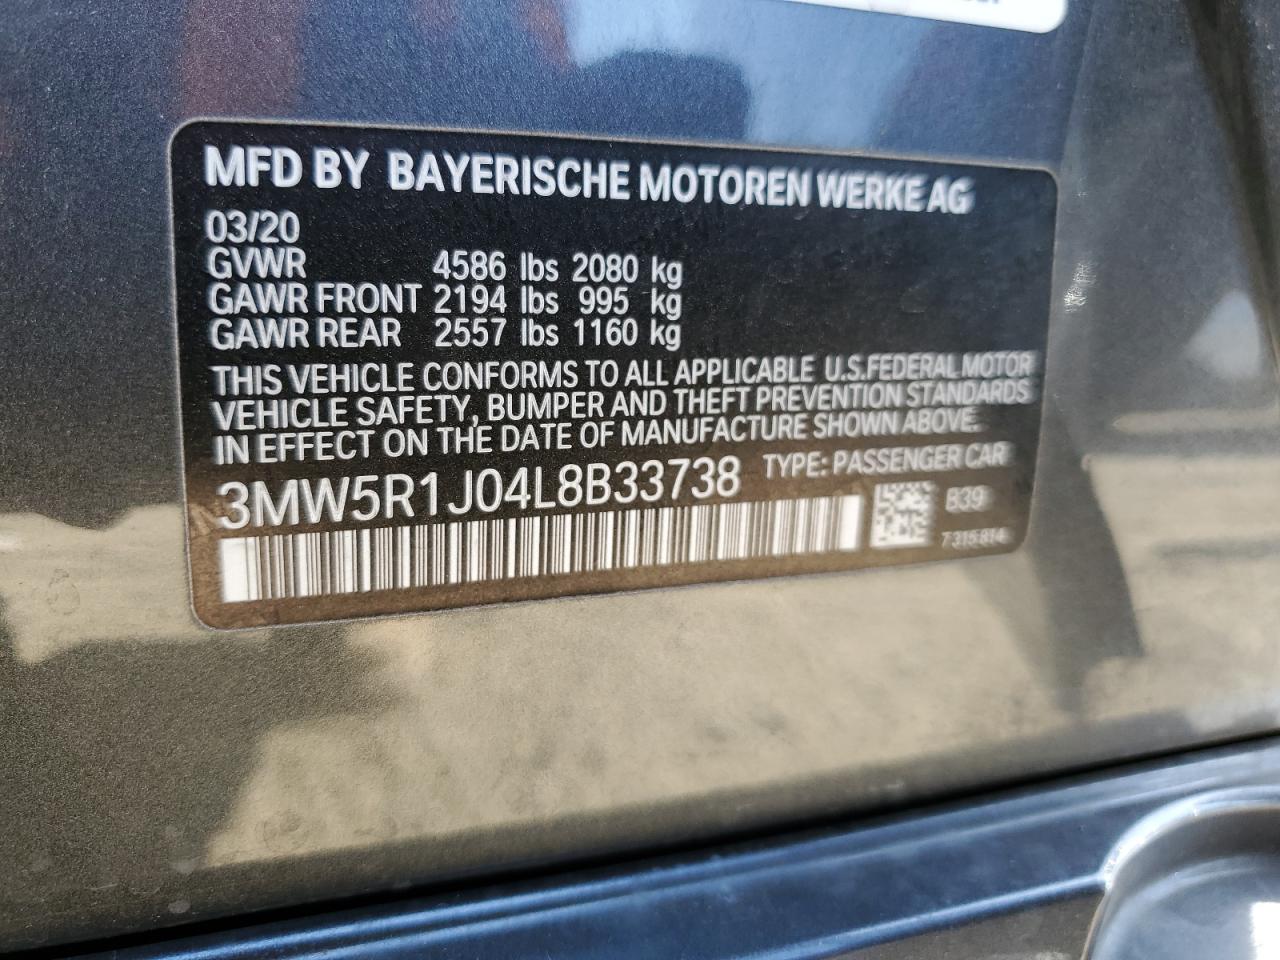 MFD BY BAYERISCHE MOTOREN WERKE AG
03/20
GVWR 4586 lbs 2080 kg
GAWR FRONT 2194 lbs 995 kg
GAWR REAR 2557 lbs 1160 kg
THIS VEHICLE CONFORMS TO ALL APPLICABLE U.S.FEDERAL MOTOR
VEHICLE SAFETY, BUMPER AND THEFT PREVENTION STANDARDS
IN EFFECT ON THE DATE OF MANUFACTURE SHOWN ABOVE.
3MW5R1J04L8B33738 TYPE: PASSENGER CAR
B39
7315814